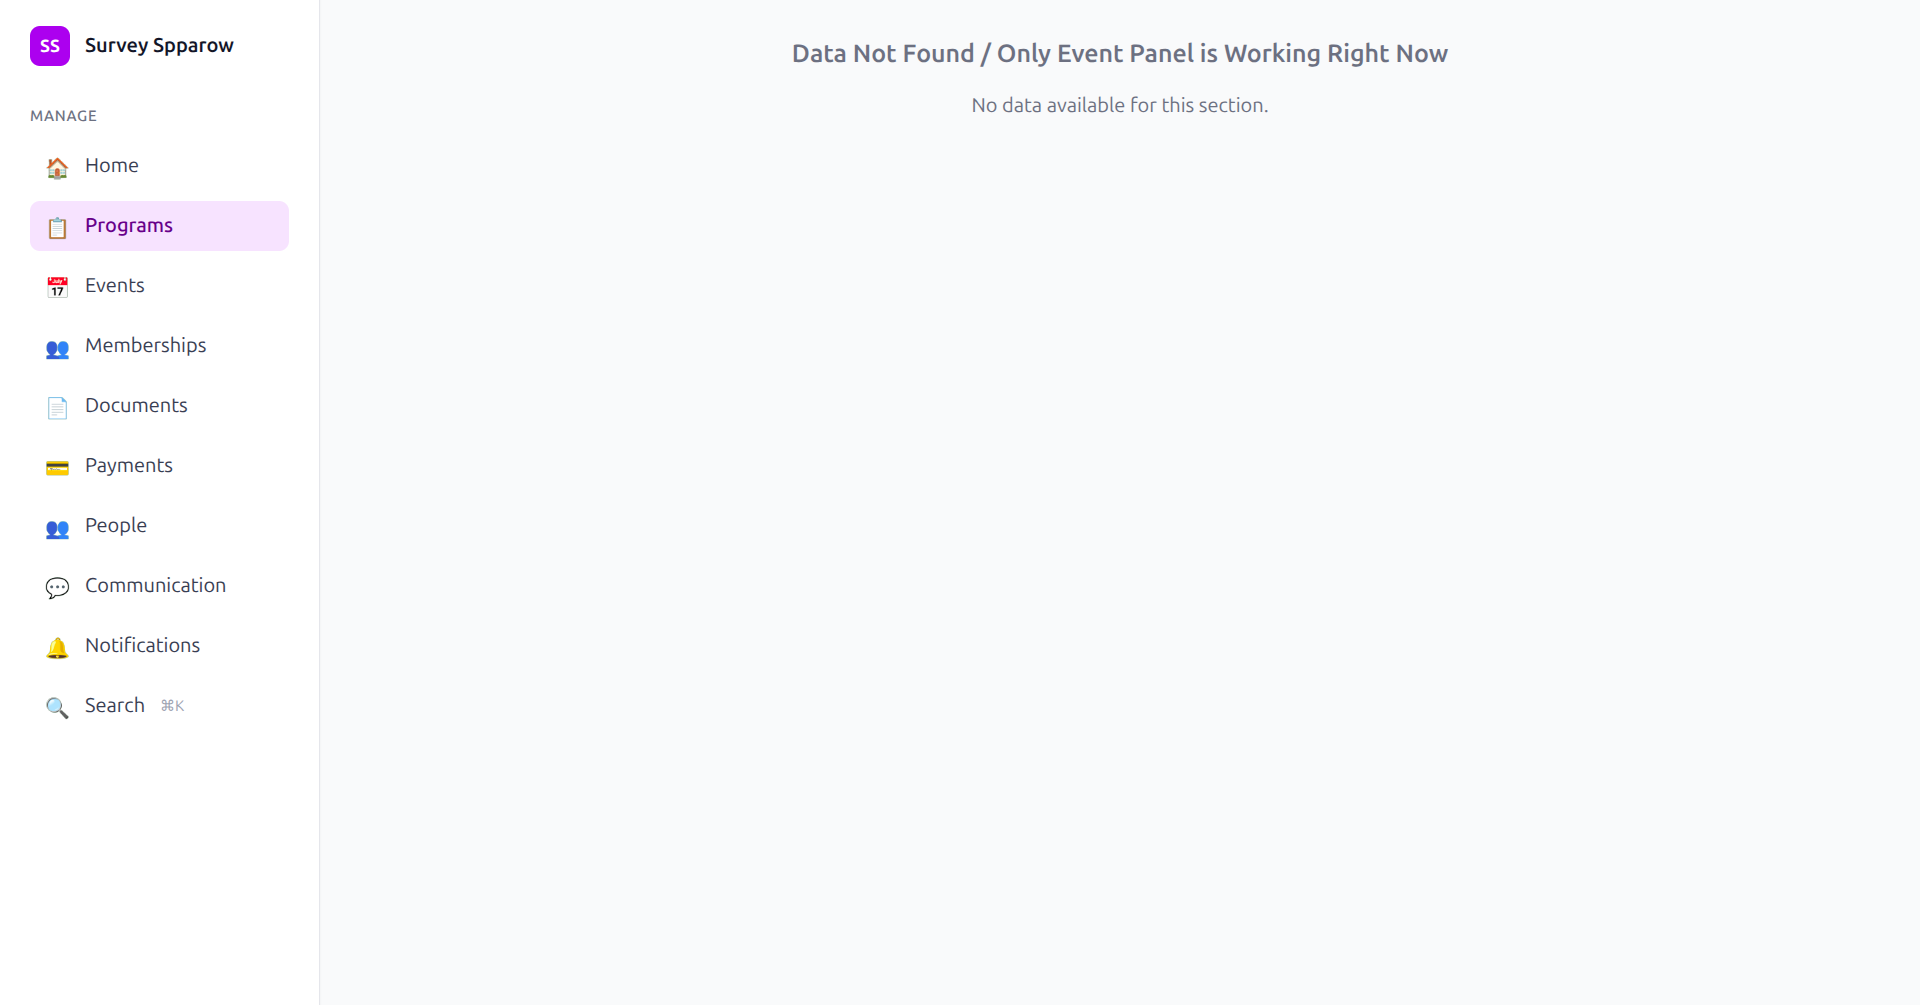 SS Survey Spparow
Data Not Found / Only Event Panel is Working Right Now
No data available for this section.
MANAGE
Home
Programs
Events
Memberships
Documents
Payments
People
Communication
Notifications
Search ⌘K